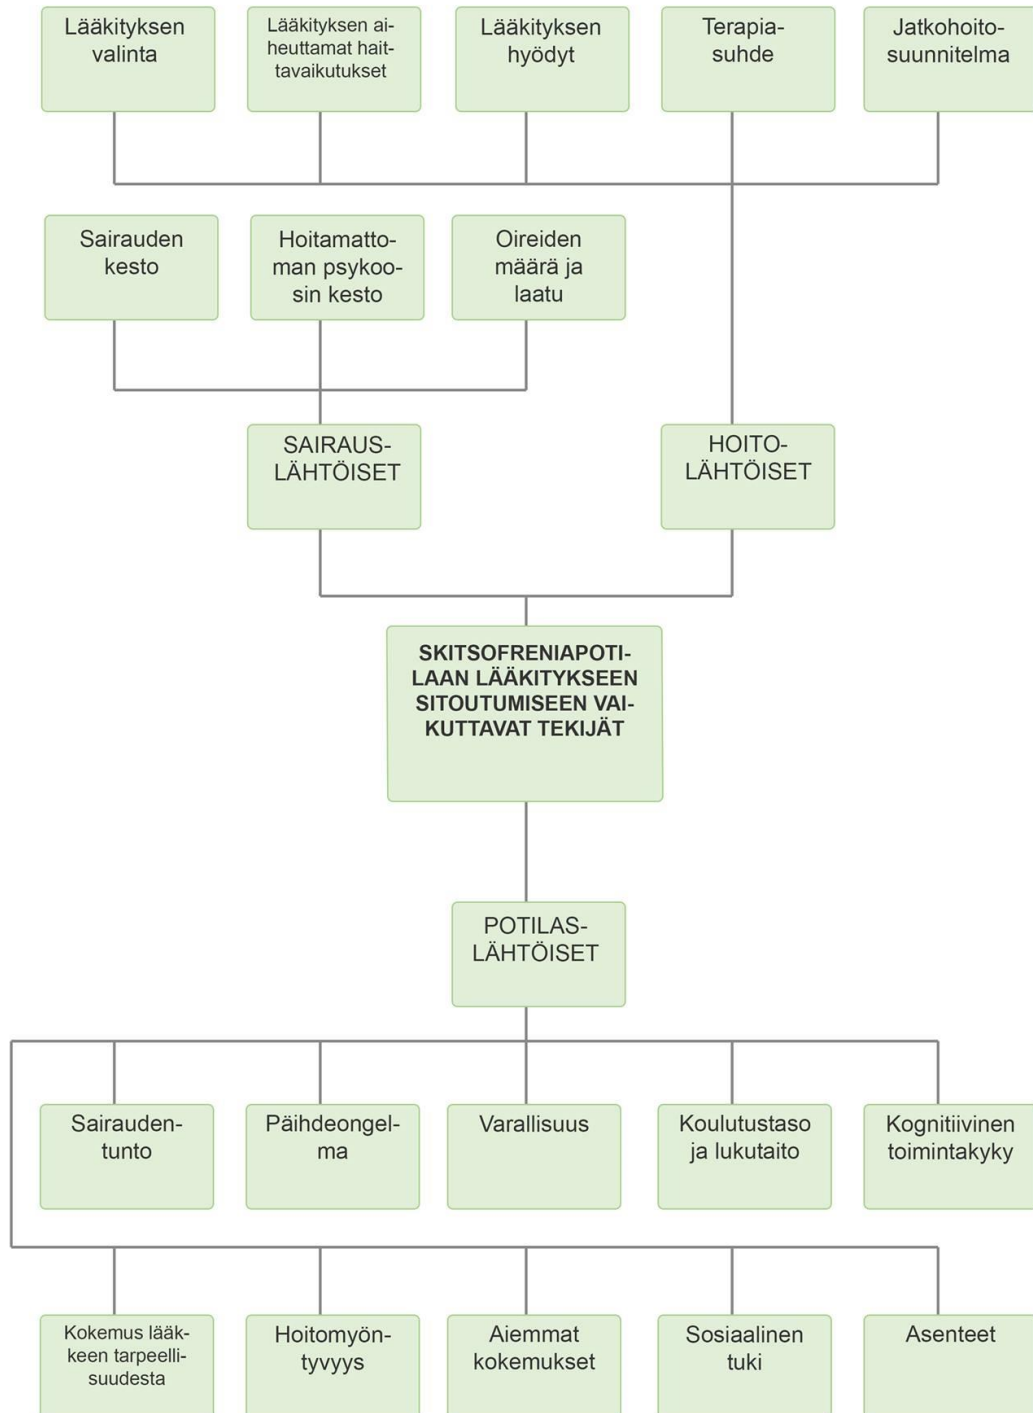 Lääkityksen
valinta
Lääkityksen ai-
heuttamat hait-
tavaikutukset
Lääkityksen
hyödyt
Terapia-
suhde
Jatkohoito-
suunnitelma
Sairauden
kesto
Hoitamatto-
man psykoo-
sin kesto
Oireiden
määrä ja
laatu
SAIRAUS-
LÄHTÖISET
HOITO-
LÄHTÖISET
SKITSOFRENIAPOTI-
LAAN LÄÄKITYKSEEN
SITOUTUMISEEN VAI-
KUTTAVAT TEKIJÄT
POTILAS-
LÄHTÖISET
Sairauden-
tunto
Päihdeongel-
ma
Varallisuus
Koulutustaso
ja lukutaito
Kognitiivinen
toimintakyky
Kokemus lääk-
keen tarpeelli-
suudesta
Hoitomyön-
tyvyys
Aiemmat
kokemukset
Sosiaalinen
tuki
Asenteet